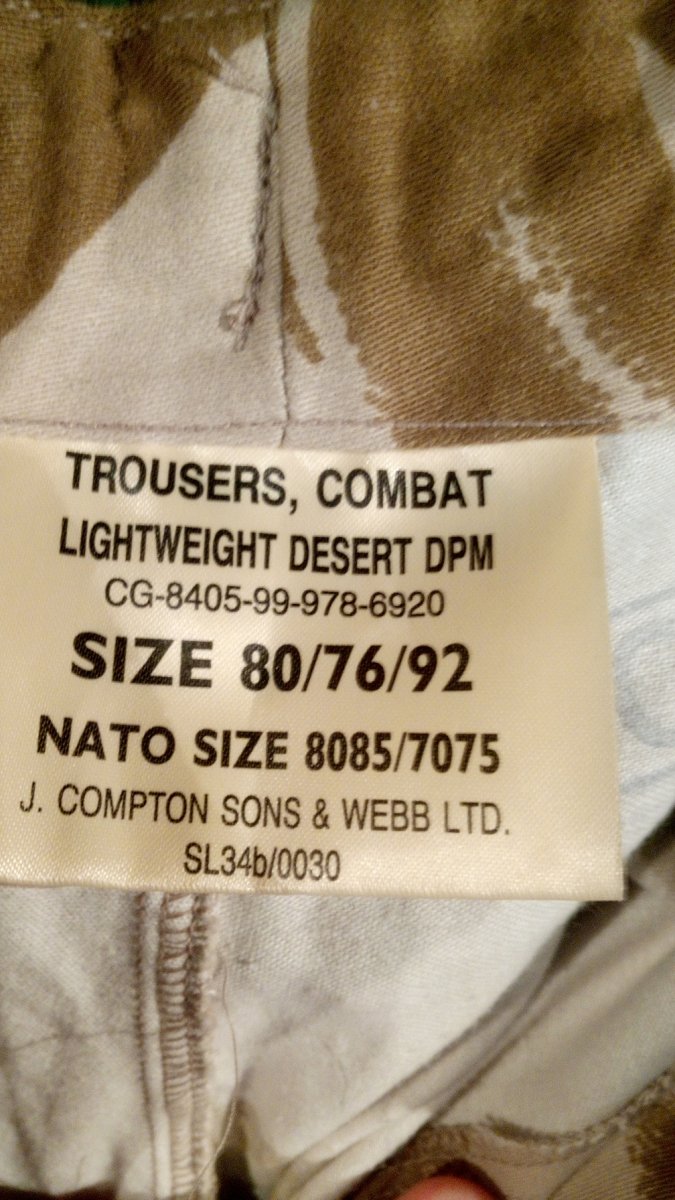 TROUSERS, COMBAT
LIGHTWEIGHT DESERT DPM
CG-8405-99-978-6920
SIZE 80/76/92
NATO SIZE 8085/7075
J. COMPTON SONS & WEBB LTD.
SL34b/0030